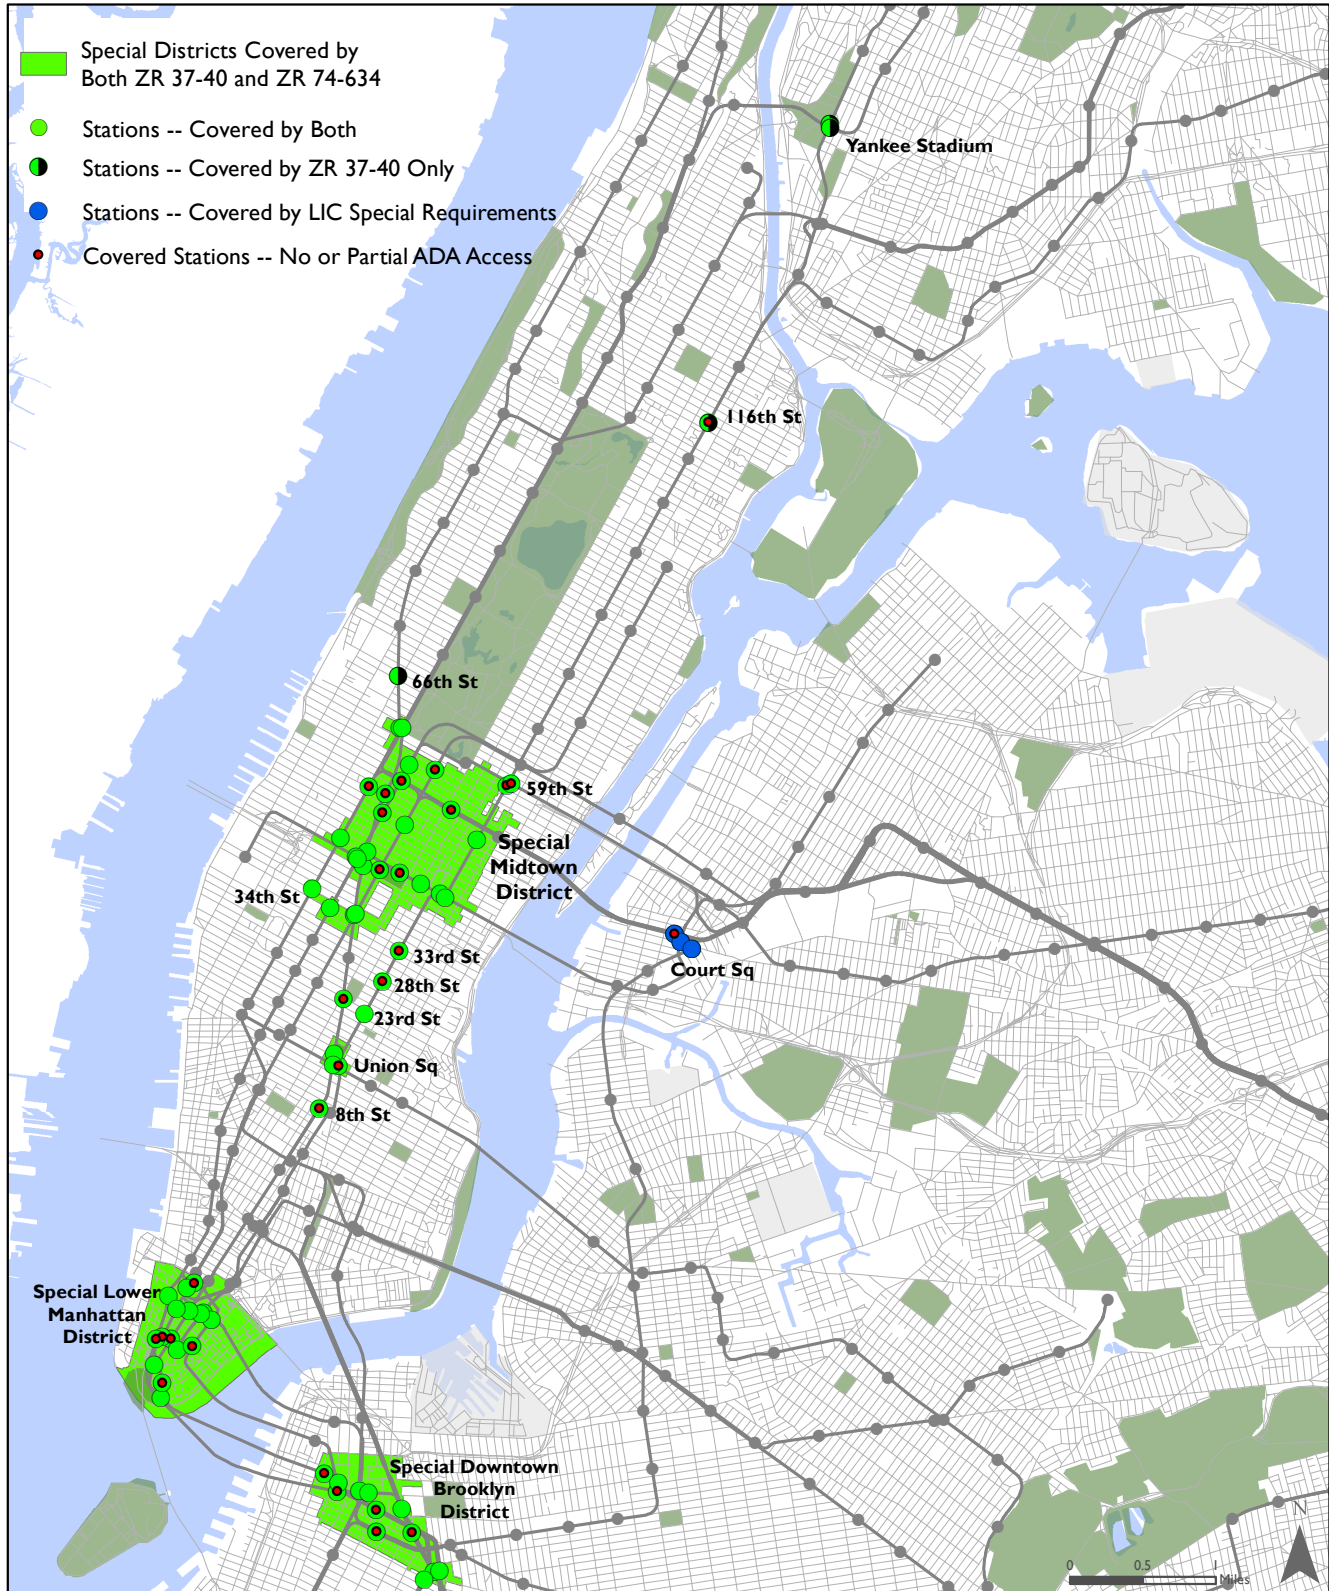 Special Districts Covered by
Both ZR 37-40 and ZR 74-634
Stations -- Covered by Both
Stations -- Covered by ZR 37-40 Only
Stations -- Covered by LIC Special Requirements
Covered Stations -- No or Partial ADA Access
Yankee Stadium
116th St
66th St
59th St
Special
Midtown
District
34th St
33rd St
Court Sq
28th St
23rd St
Union Sq
8th St
Special Lower
Manhattan
District
Special Downtown
Brooklyn
District
N
0 0.5 1
Miles